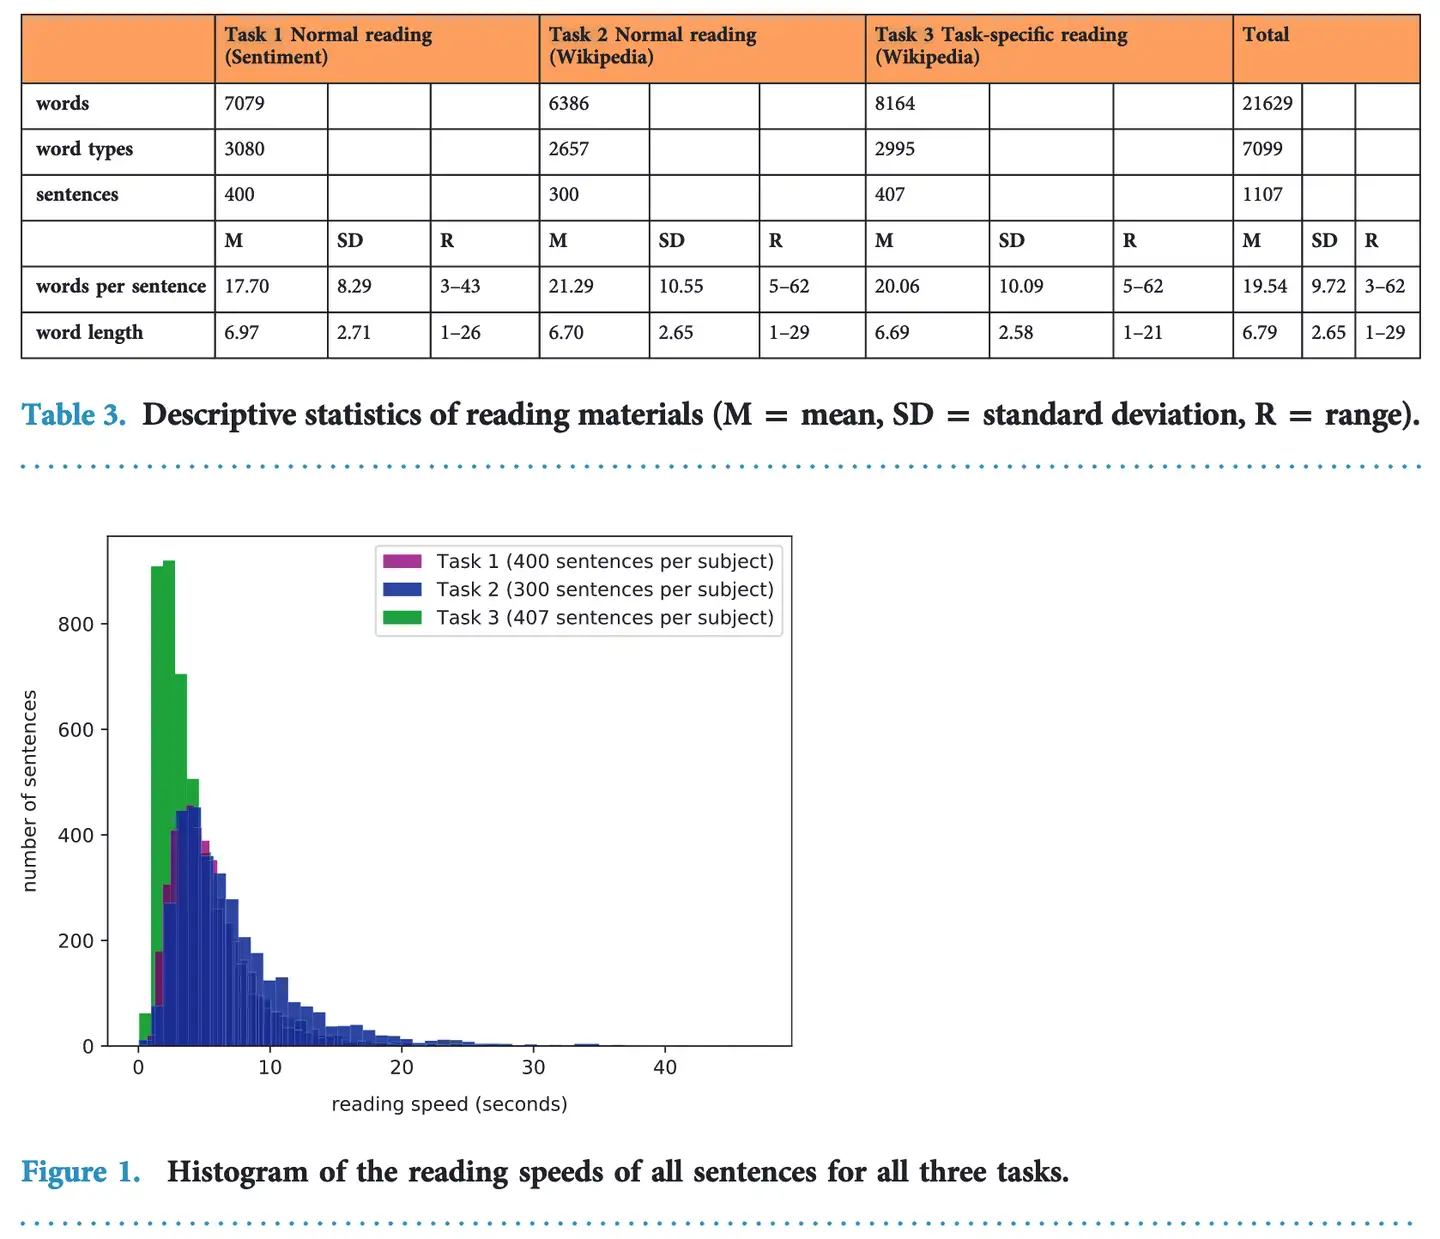 Task 1 Normal reading (Sentiment) Task 2 Normal reading (Wikipedia) Task 3 Task-specific reading (Wikipedia) Total
words 7079 6386 8164 21629
word types 3080 2657 2995 7099
sentences 400 300 407 1107
M SD R M SD R M SD R M SD R
words per sentence 17.70 8.29 3–43 21.29 10.55 5–62 20.06 10.09 5–62 19.54 9.72 3–62
word length 6.97 2.71 1–26 6.70 2.65 1–29 6.69 2.58 1–21 6.79 2.65 1–29
Table 3. Descriptive statistics of reading materials (M = mean, SD = standard deviation, R = range).
Task 1 (400 sentences per subject)
Task 2 (300 sentences per subject)
Task 3 (407 sentences per subject)
number of sentences
800
600
400
200
0
0 10 20 30 40
reading speed (seconds)
Figure 1. Histogram of the reading speeds of all sentences for all three tasks.